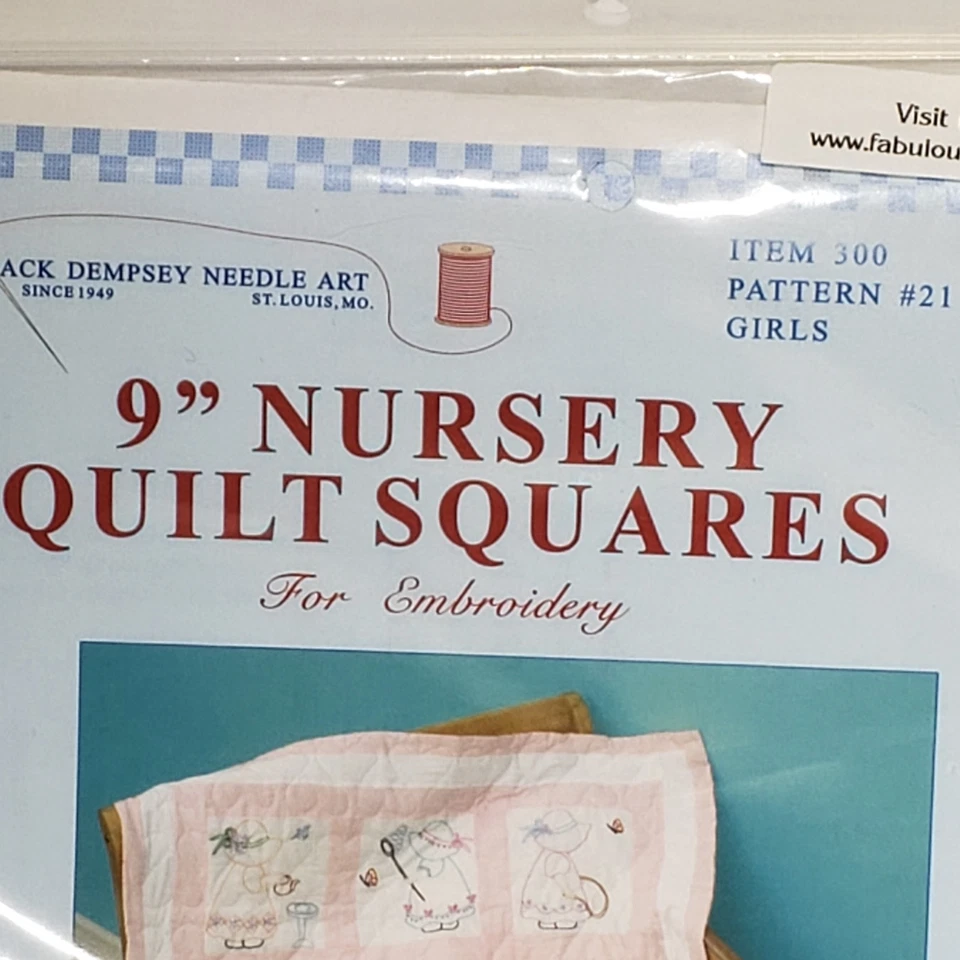 Visit
www.fabulou
ACK DEMPSEY NEEDLE ART
SINCE 1949 ST. LOUIS, MO.
ITEM 300
PATTERN #21
GIRLS
9” NURSERY
QUILT SQUARES
For Embroidery